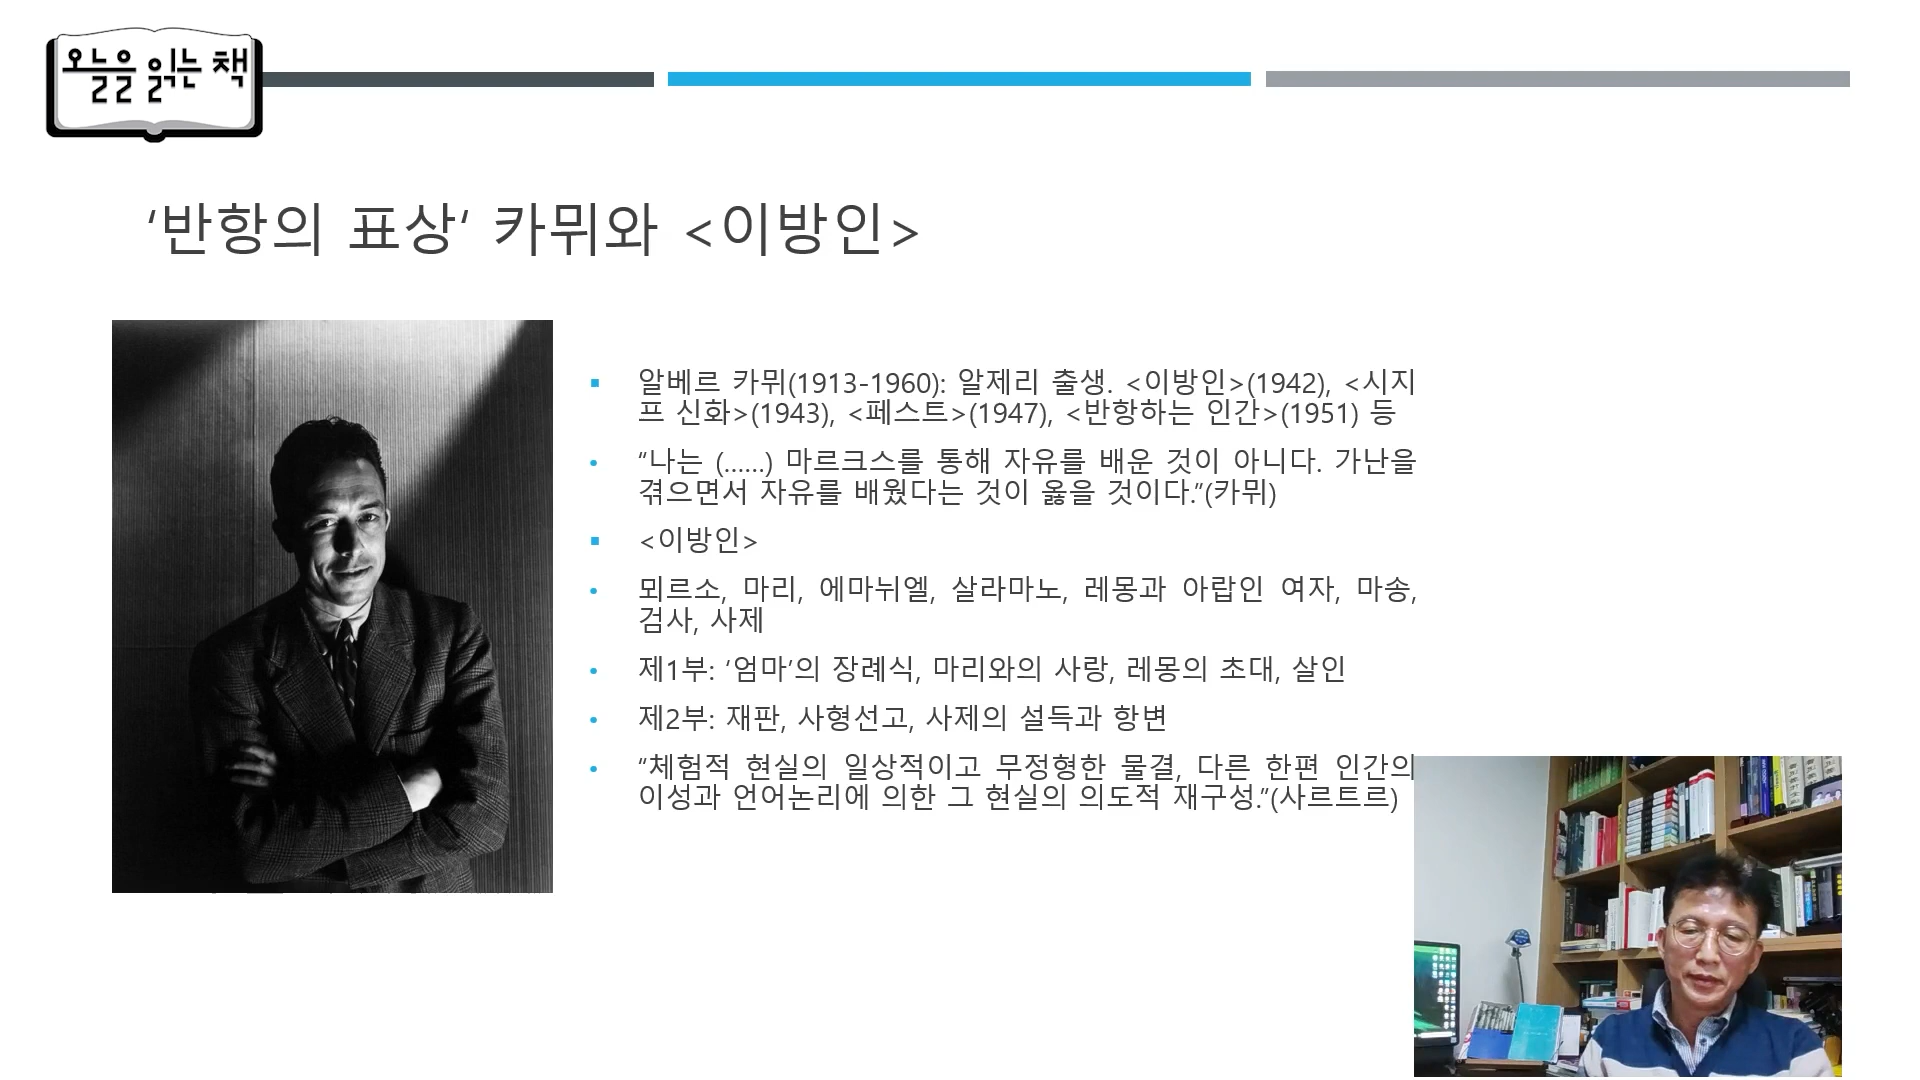 오늘을 읽는 책
‘반항의 표상‘ 카뮈와 <이방인>
알베르 카뮈(1913-1960): 알제리 출생. <이방인>(1942), <시지
프 신화>(1943), <페스트>(1947), <반항하는 인간>(1951) 등
“나는 (……) 마르크스를 통해 자유를 배운 것이 아니다. 가난을
겪으면서 자유를 배웠다는 것이 옳을 것이다.”(카뮈)
<이방인>
뫼르소, 마리, 에마뉘엘, 살라마노, 레몽과 아랍인 여자, 마송,
검사, 사제
제1부: ‘엄마’의 장례식, 마리와의 사랑, 레몽의 초대, 살인
제2부: 재판, 사형선고, 사제의 설득과 항변
“체험적 현실의 일상적이고 무정형한 물결, 다른 한편 인간의
이성과 언어논리에 의한 그 현실의 의도적 재구성.”(사르트르)